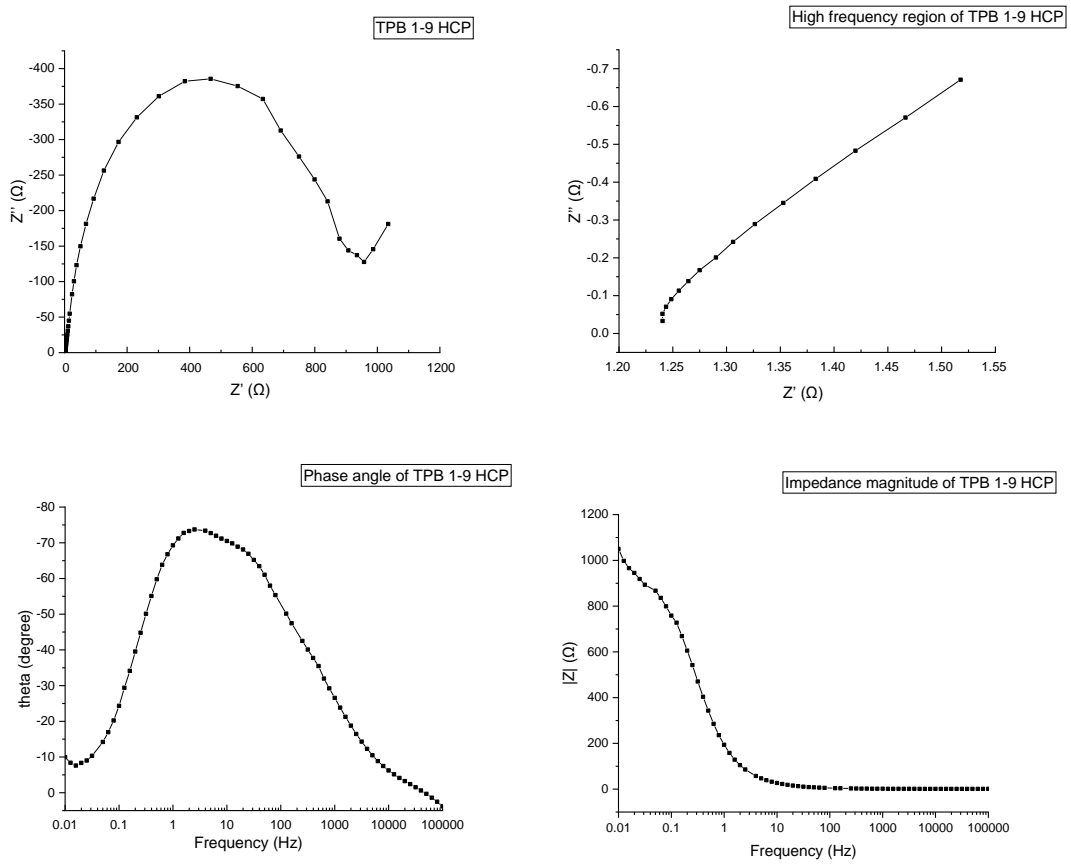 TPB 1-9 HCP
-400
-350
-300
-250
-200
-150
-100
-50
0
Z'' (Ω)
0 200 400 600 800 1000 1200
Z' (Ω)
High frequency region of TPB 1-9 HCP
-0.7
-0.6
-0.5
-0.4
-0.3
-0.2
-0.1
0.0
Z'' (Ω)
1.20 1.25 1.30 1.35 1.40 1.45 1.50 1.55
Z' (Ω)
Phase angle of TPB 1-9 HCP
-80
-70
-60
-50
-40
-30
-20
-10
0
theta (degree)
0.01 0.1 1 10 100 1000 10000 100000
Frequency (Hz)
Impedance magnitude of TPB 1-9 HCP
1200
1000
800
600
400
200
0
|Z| (Ω)
0.01 0.1 1 10 100 1000 10000 100000
Frequency (Hz)